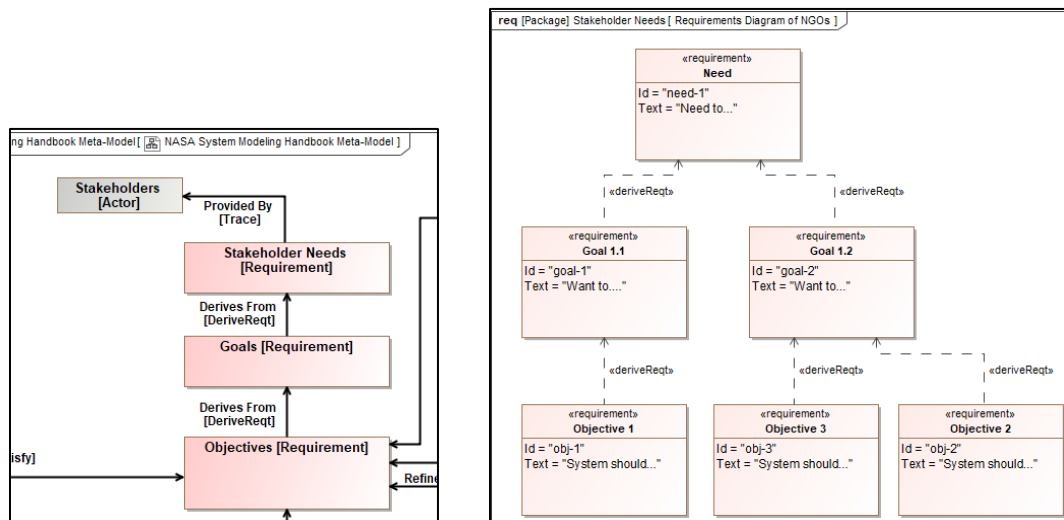 ng Handbook Meta-Model[ NASA System Modeling Handbook Meta-Model ]
Stakeholders
[Actor]
Provided By
[Trace]
Stakeholder Needs
[Requirement]
Derives From
[DeriveReqt]
Goals [Requirement]
Derives From
[DeriveReqt]
Objectives [Requirement]
isfy]
Refine
req [Package] Stakeholder Needs [ Requirements Diagram of NGOs ]
«requirement»
Need
Id = "need-1"
Text = "Need to..."
«deriveReqt»
«deriveReqt»
«requirement»
Goal 1.1
Id = "goal-1"
Text = "Want to...."
«requirement»
Goal 1.2
Id = "goal-2"
Text = "Want to..."
«deriveReqt»
«deriveReqt»
«deriveReqt»
«requirement»
Objective 1
Id = "obj-1"
Text = "System should..."
«requirement»
Objective 3
Id = "obj-3"
Text = "System should..."
«requirement»
Objective 2
Id = "obj-2"
Text = "System should..."